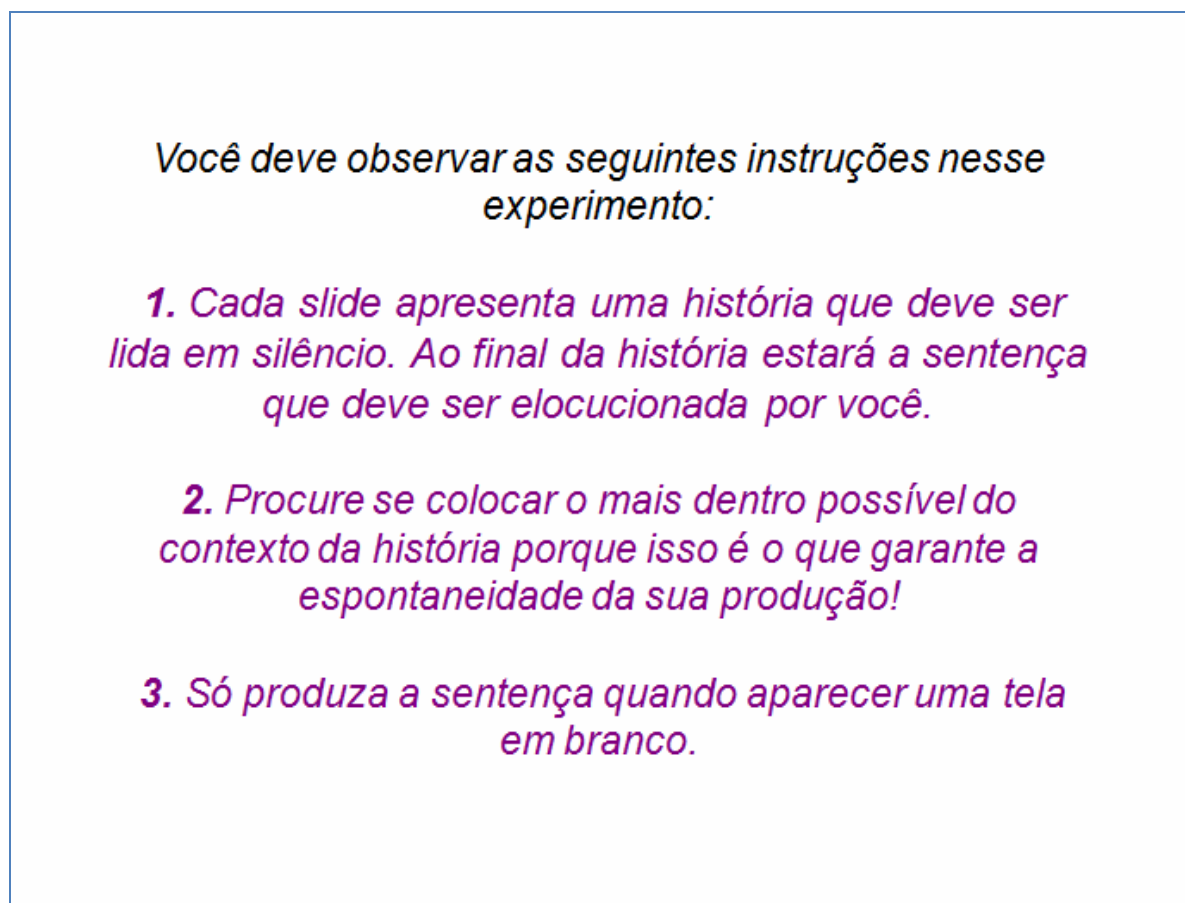 Você deve observar as seguintes instruções nesse
experimento:
1. Cada slide apresenta uma história que deve ser
lida em silêncio. Ao final da história estará a sentença
que deve ser elocucionada por você.
2. Procure se colocar o mais dentro possível do
contexto da história porque isso é o que garante a
espontaneidade da sua produção!
3. Só produza a sentença quando aparecer uma tela
em branco.